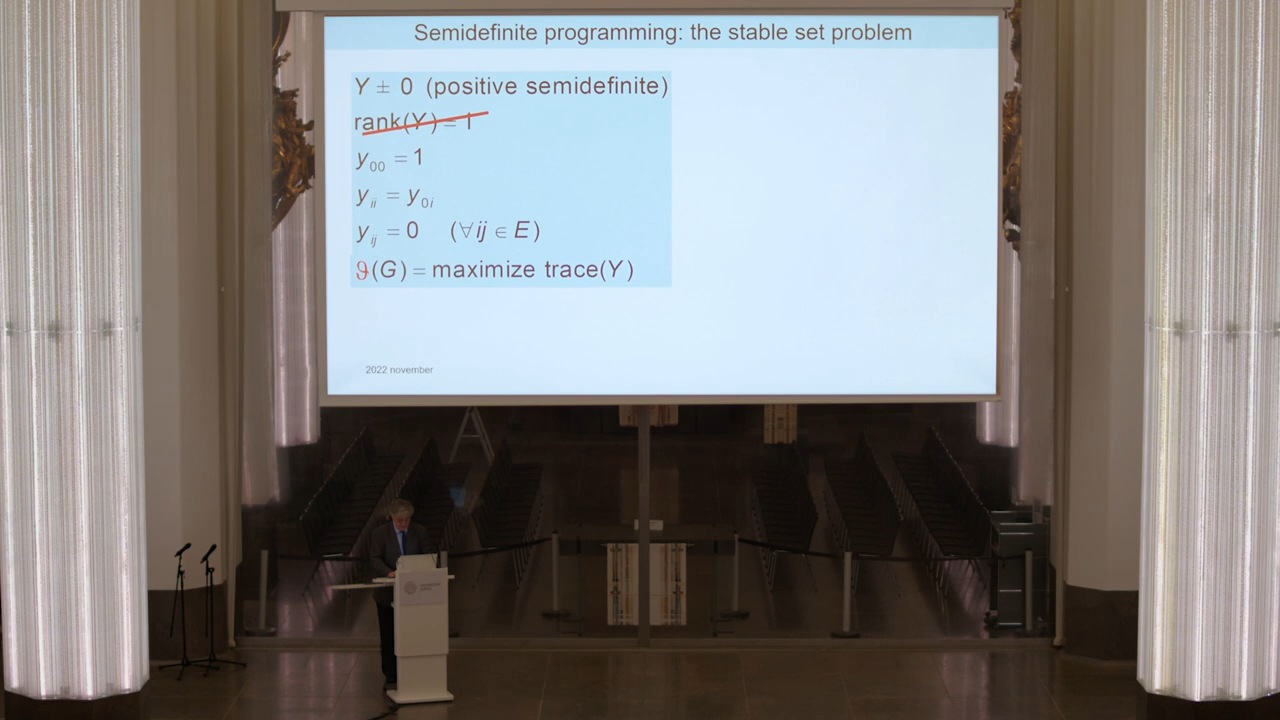 Semidefinite programming: the stable set problem
Y ± 0 (positive semidefinite)
rank(Y) = 1
y₀₀ = 1
yᵢᵢ = y₀ᵢ
yᵢⱼ = 0 (∀ij ∈ E)
ϑ(G) = maximize trace(Y)
2022 november